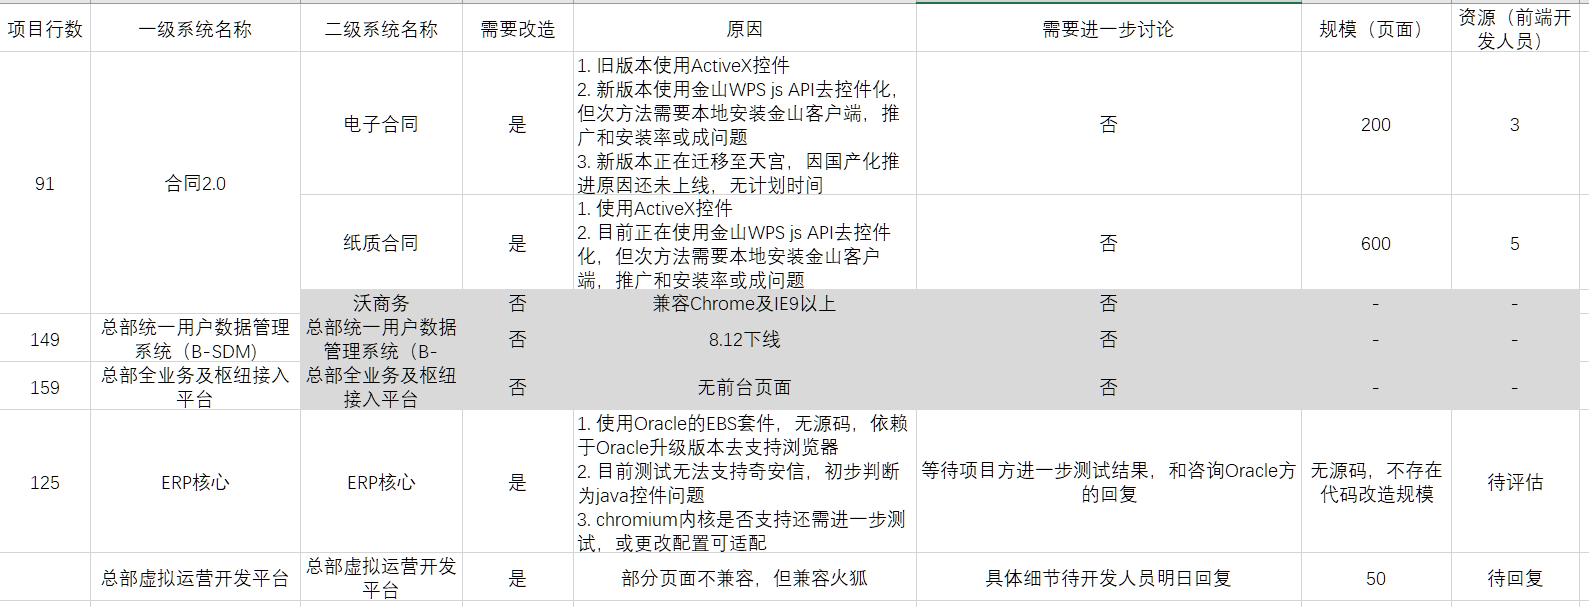 项目行数
一级系统名称
二级系统名称
需要改造
原因
需要进一步讨论
规模（页面）
资源（前端开
发人员）
91
合同2.0
电子合同
是
1. 旧版本使用ActiveX控件
2. 新版本使用金山WPS js API去控件化，
但次方法需要本地安装金山客户端，推
广和安装率或成问题
3. 新版本正在迁移至天宫，因国产化推
进原因还未上线，无计划时间
否
200
3
纸质合同
是
1. 使用ActiveX控件
2. 目前正在使用金山WPS js API去控件
化，但次方法需要本地安装金山客户
端，推广和安装率或成问题
否
600
5
沃商务
否
兼容Chrome及IE9以上
否
-
-
149
总部统一用户数据管理
系统（B-SDM)
总部统一用户数据
管理系统（B-
否
8.12下线
否
-
-
159
总部全业务及枢纽接入
平台
总部全业务及枢纽
接入平台
否
无前台页面
否
-
-
125
ERP核心
ERP核心
是
1. 使用Oracle的EBS套件，无源码，依赖
于Oracle升级版本去支持浏览器
2. 目前测试无法支持奇安信，初步判断
为java控件问题
3. chromium内核是否支持还需进一步测
试，或更改配置可适配
等待项目方进一步测试结果，和咨询Oracle方
的回复
无源码，不存在
代码改造规模
待评估
总部虚拟运营开发平台
总部虚拟运营开发
平台
是
部分页面不兼容，但兼容火狐
具体细节待开发人员明日回复
50
待回复